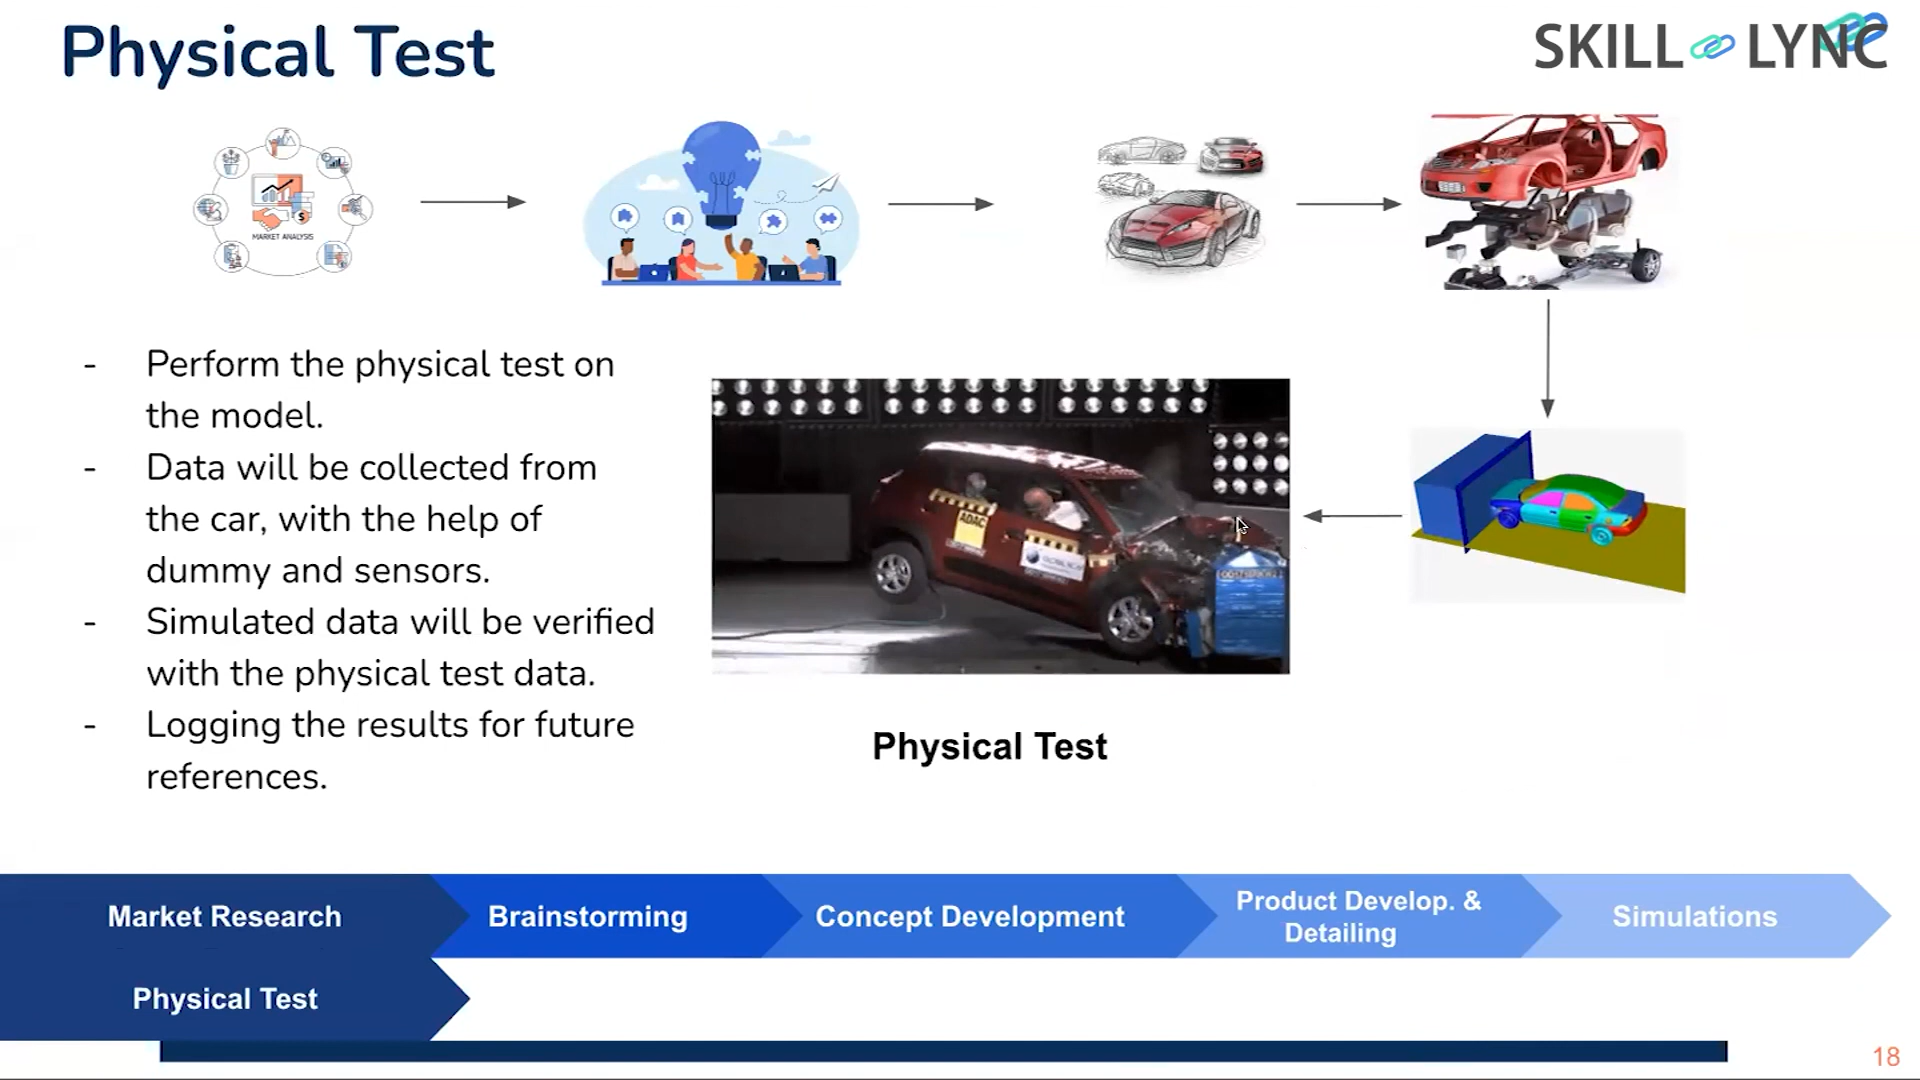 Physical Test
SKILL LYNC
MARKET ANALYSIS
- Perform the physical test on
the model.
- Data will be collected from
the car, with the help of
dummy and sensors.
- Simulated data will be verified
with the physical test data.
- Logging the results for future
references.
ADAC
Physical Test
Market Research
Brainstorming
Concept Development
Product Develop. &
Detailing
Simulations
Physical Test
18